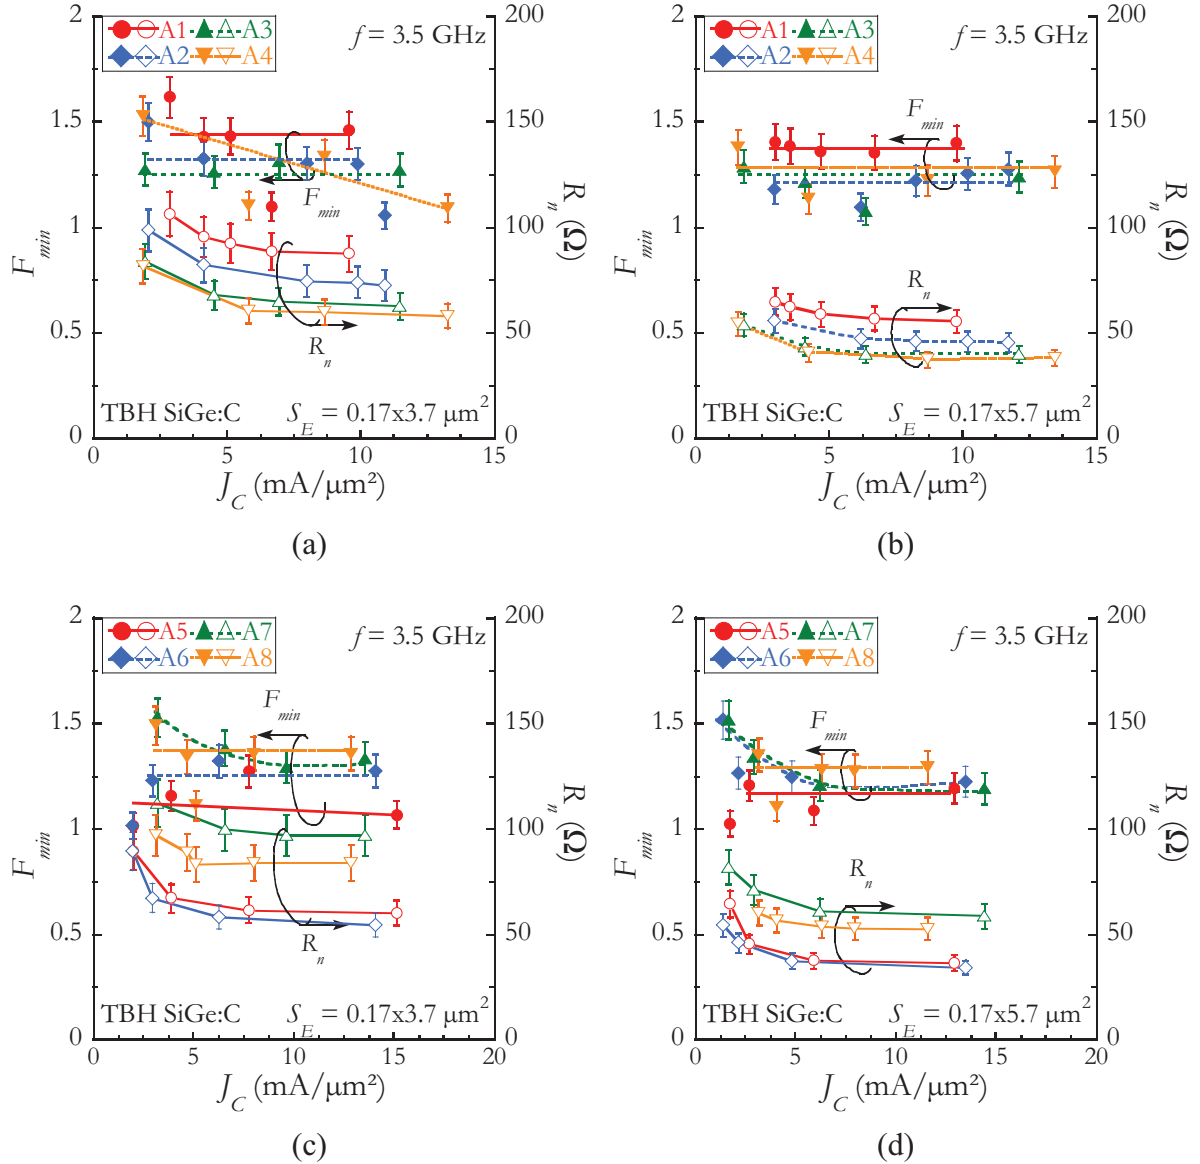 2
200
A1 A3
A2 A4
f = 3.5 GHz
1.5
150
F_min
1
100
F_min
R_n (Ω)
0.5
50
R_n
TBH SiGe:C S_E = 0.17x3.7 μm²
0
0
0 5 10 15
J_C (mA/μm²)
(a)
2
200
A1 A3
A2 A4
f = 3.5 GHz
1.5
150
F_min
1
100
F_min
R_n (Ω)
R_n
0.5
50
TBH SiGe:C S_E = 0.17x5.7 μm²
0
0
0 5 10 15
J_C (mA/μm²)
(b)
2
200
A5 A7
A6 A8
f = 3.5 GHz
F_min
1.5
150
1
100
F_min
R_n (Ω)
0.5
50
R_n
TBH SiGe:C S_E = 0.17x3.7 μm²
0
0
0 5 10 15 20
J_C (mA/μm²)
(c)
2
200
A5 A7
A6 A8
f = 3.5 GHz
F_min
1.5
150
1
100
F_min
R_n (Ω)
R_n
0.5
50
TBH SiGe:C S_E = 0.17x5.7 μm²
0
0
0 5 10 15 20
J_C (mA/μm²)
(d)